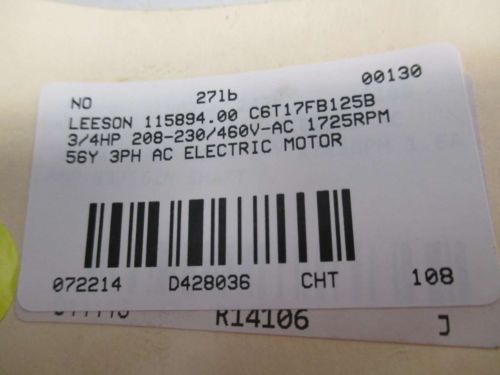 NO 27lb 00130
LEESON 115894.00 C6T17FB125B
3/4HP 208-230/460V-AC 1725RPM
56Y 3PH AC ELECTRIC MOTOR
072214 D428036 CHT 108
R14106 J